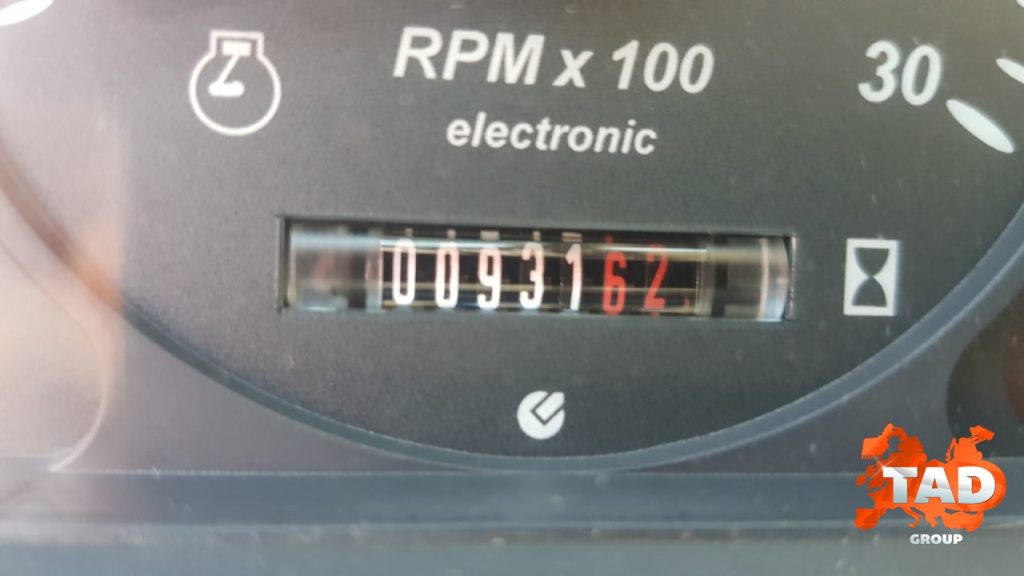 RPM x 100
30
electronic
0093162
TAD
GROUP